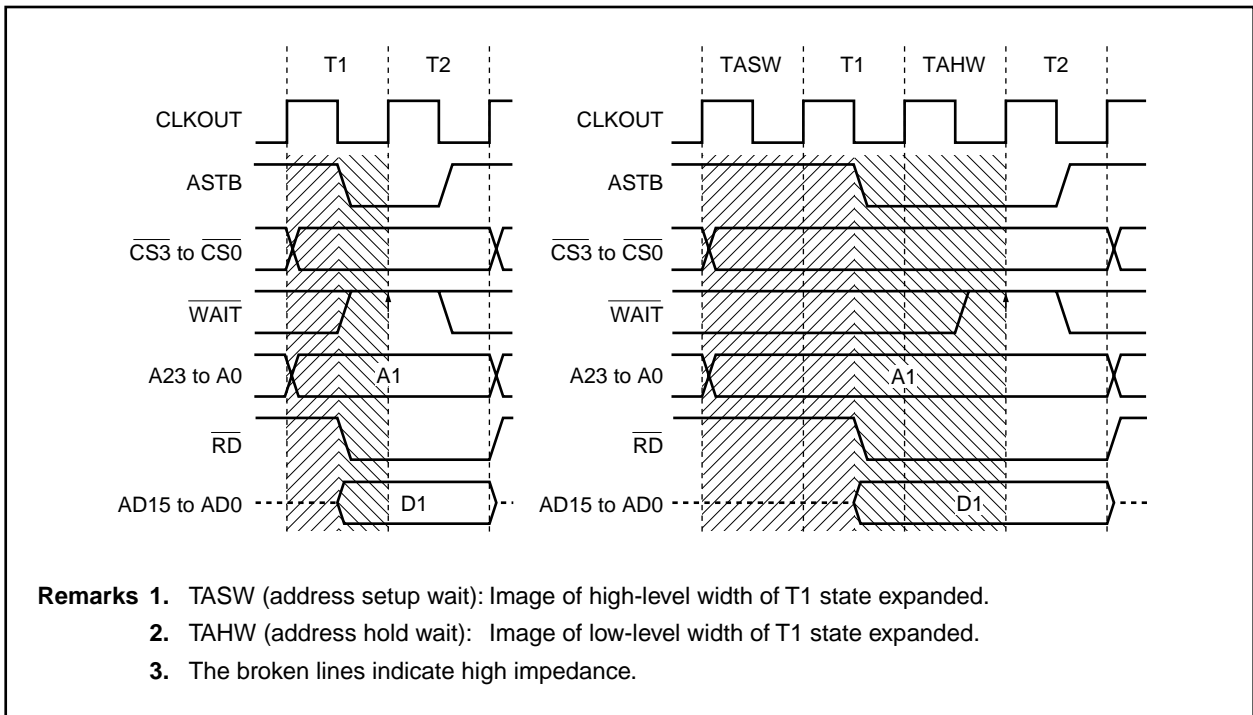 T1 T2
CLKOUT
ASTB
CS3 to CS0
WAIT
A23 to A0 A1
RD
AD15 to AD0 D1
TASW T1 TAHW T2
CLKOUT
ASTB
CS3 to CS0
WAIT
A23 to A0 A1
RD
AD15 to AD0 D1
Remarks 1. TASW (address setup wait): Image of high-level width of T1 state expanded.
2. TAHW (address hold wait): Image of low-level width of T1 state expanded.
3. The broken lines indicate high impedance.